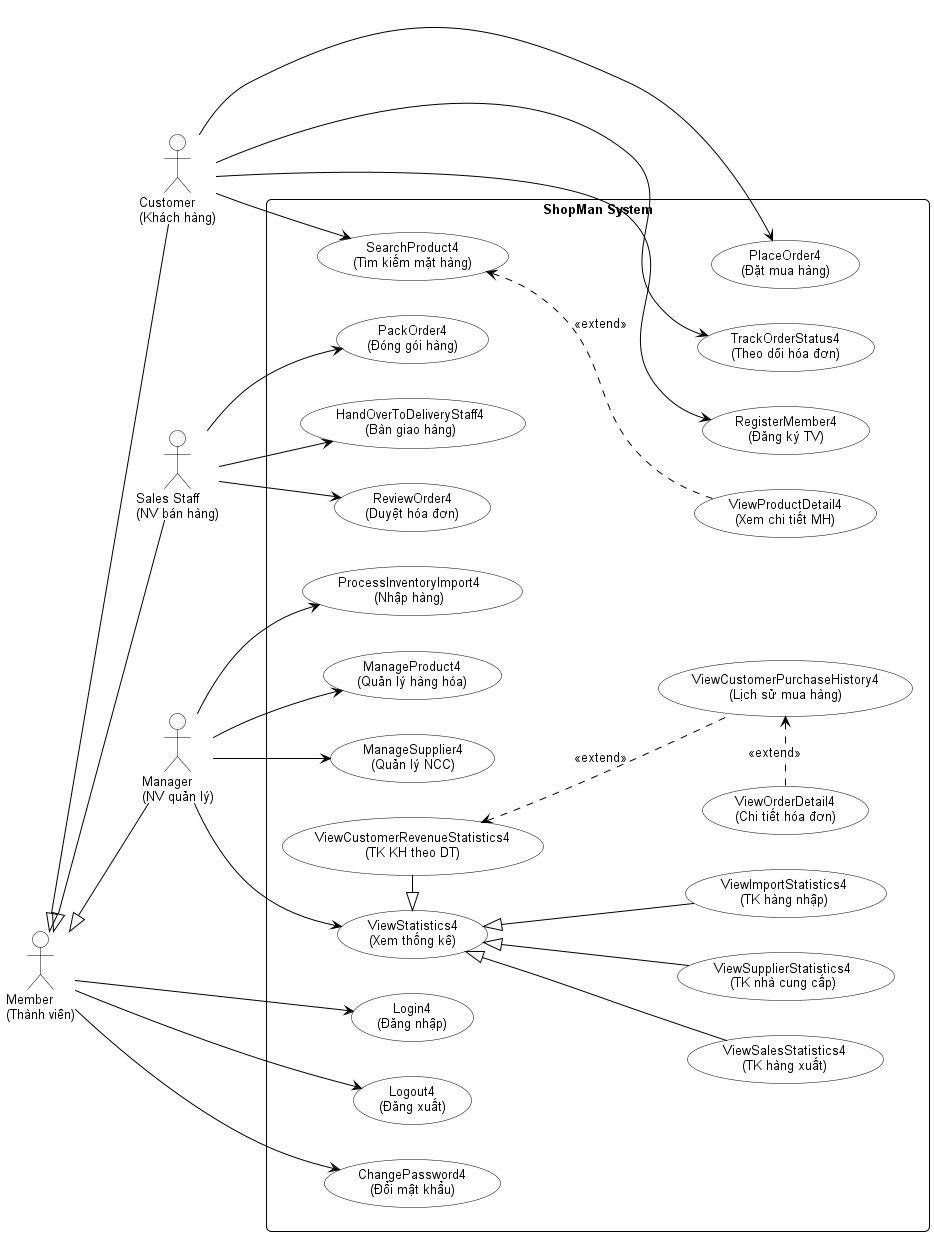 Customer
(Khách hàng)
ShopMan System
SearchProduct4
(Tìm kiếm mặt hàng)
PlaceOrder4
(Đặt mua hàng)
«extend»
PackOrder4
(Đóng gói hàng)
TrackOrderStatus4
(Theo dõi hóa đơn)
HandOverToDeliveryStaff4
(Bàn giao hàng)
RegisterMember4
(Đăng ký TV)
Sales Staff
(NV bán hàng)
ReviewOrder4
(Duyệt hóa đơn)
ViewProductDetail4
(Xem chi tiết MH)
ProcessInventoryImport4
(Nhập hàng)
ManageProduct4
(Quản lý hàng hóa)
ViewCustomerPurchaseHistory4
(Lịch sử mua hàng)
Manager
(NV quản lý)
ManageSupplier4
(Quản lý NCC)
«extend»
«extend»
ViewOrderDetail4
(Chi tiết hóa đơn)
ViewCustomerRevenueStatistics4
(TK KH theo DT)
ViewImportStatistics4
(TK hàng nhập)
ViewStatistics4
(Xem thống kê)
ViewSupplierStatistics4
(TK nhà cung cấp)
Member
(Thành viên)
Login4
(Đăng nhập)
ViewSalesStatistics4
(TK hàng xuất)
Logout4
(Đăng xuất)
ChangePassword4
(Đổi mật khẩu)